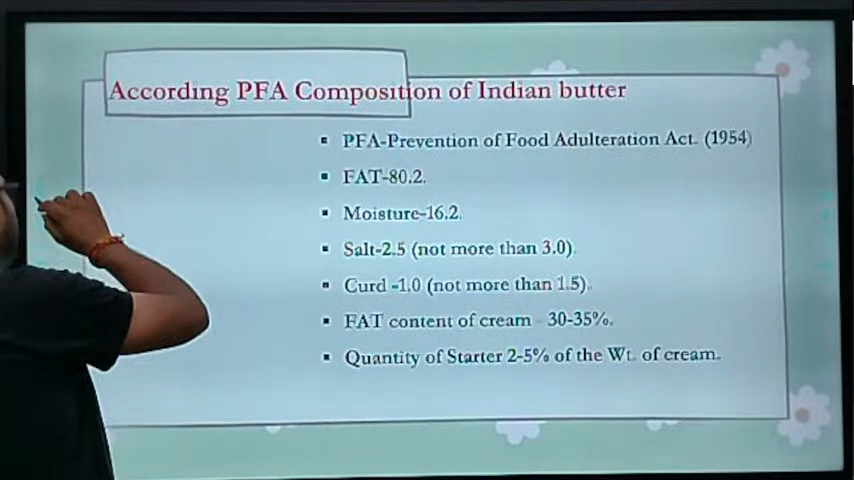 According PFA Composition of Indian butter
PFA-Prevention of Food Adulteration Act. (1954)
FAT-80.2.
Moisture-16.2.
Salt-2.5 (not more than 3.0).
Curd -1.0 (not more than 1.5).
FAT content of cream - 30-35%.
Quantity of Starter 2-5% of the Wt. of cream.